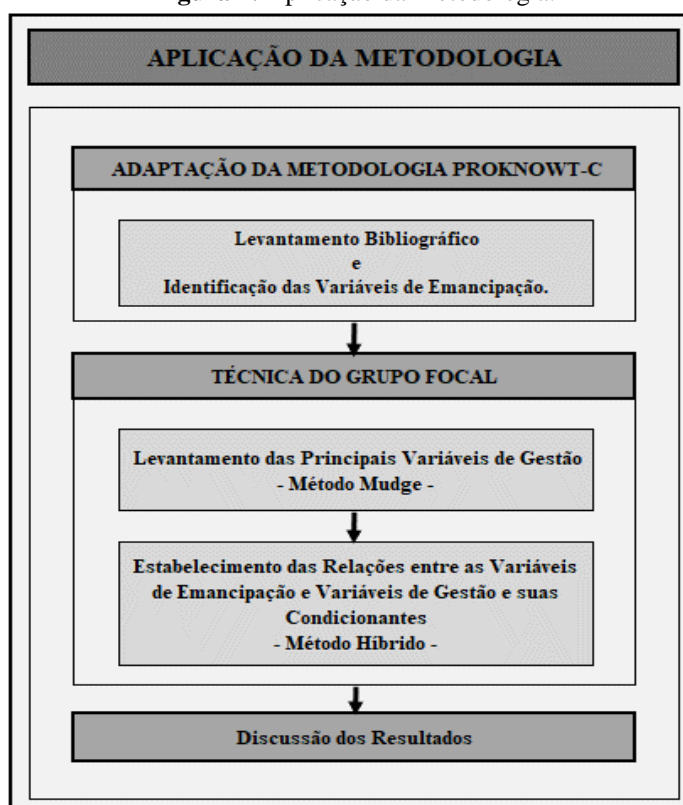 APLICAÇÃO DA METODOLOGIA
ADAPTAÇÃO DA METODOLOGIA PROKNOWT-C
Levantamento Bibliográfico
e
Identificação das Variáveis de Emancipação.
TÉCNICA DO GRUPO FOCAL
Levantamento das Principais Variáveis de Gestão
- Método Mudge -
Estabelecimento das Relações entre as Variáveis
de Emancipação e Variáveis de Gestão e suas
Condicionantes
- Método Híbrido -
Discussão dos Resultados